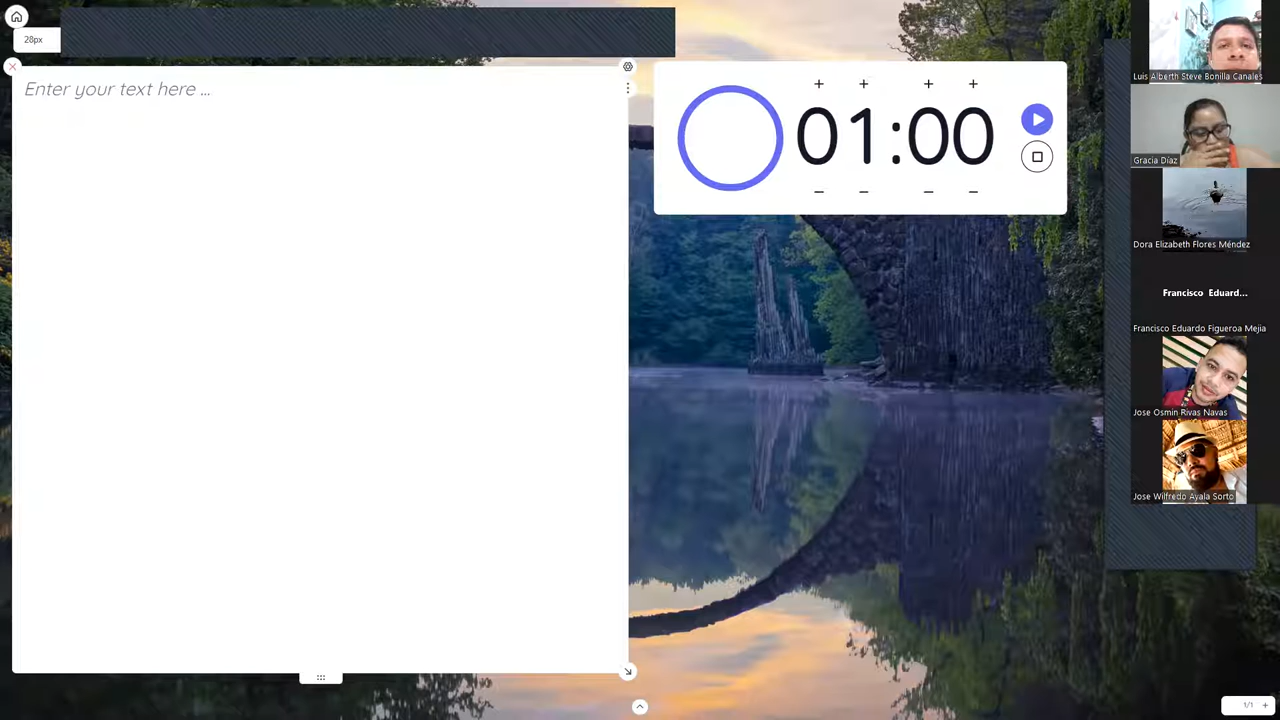 28px
Enter your text here ...
01:00
Luis Alberth Steve Bonilla Canales
Gracia Díaz
Dora Elizabeth Flores Méndez
Francisco Eduard...
Francisco Eduardo Figueroa Mejia
Jose Osmin Rivas Navas
Jose Wilfredo Ayala Sorto
1/1